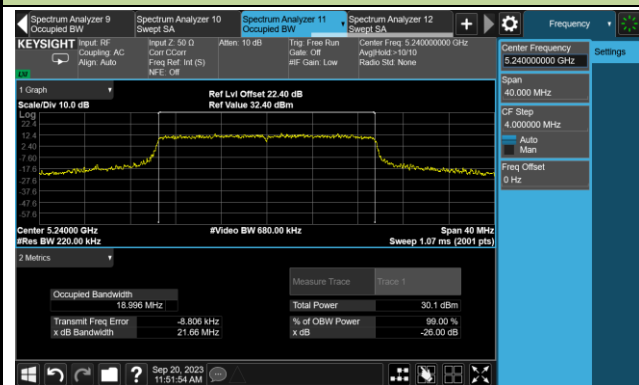 Spectrum Analyzer 9
Occupied BW
Spectrum Analyzer 10
Swept SA
Spectrum Analyzer 11
Occupied BW
Spectrum Analyzer 12
Swept SA
Frequency
KEYSIGHT
Input: RF
Coupling: AC
Align: Auto
Input Z: 50 Ω
Corr CCorr
Freq Ref: Int (S)
NFE: Off
Atten: 10 dB
Trig: Free Run
Gate: Off
#IF Gain: Low
Center Freq: 5.240000000 GHz
Avg|Hold:>10/10
Radio Std: None
Center Frequency
5.240000000 GHz
Settings
Span
40.000 MHz
CF Step
4.000000 MHz
Auto
Man
Freq Offset
0 Hz
1 Graph
Scale/Div 10.0 dB
Ref Lvl Offset 22.40 dB
Ref Value 32.40 dBm
Log
22.4
12.4
2.40
-7.60
-17.6
-27.6
-37.6
-47.6
-57.6
Center 5.24000 GHz
#Res BW 220.00 kHz
#Video BW 680.00 kHz
Span 40 MHz
Sweep 1.07 ms (2001 pts)
2 Metrics
Measure Trace
Trace 1
Occupied Bandwidth
18.996 MHz
Total Power
30.1 dBm
Transmit Freq Error
-8.806 kHz
% of OBW Power
99.00 %
x dB Bandwidth
21.66 MHz
x dB
-26.00 dB
Sep 20, 2023
11:51:54 AM